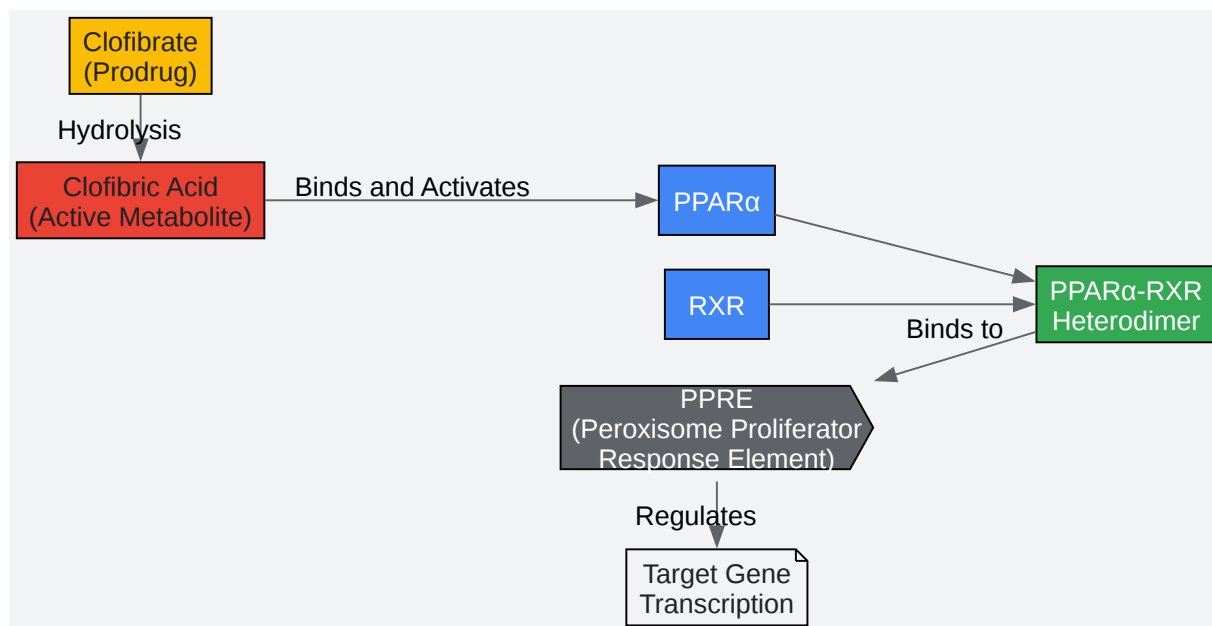 Clofibrate
(Prodrug)
Hydrolysis
Clofibric Acid
(Active Metabolite)
Binds and Activates
PPARα
RXR
PPARα-RXR
Heterodimer
Binds to
PPRE
(Peroxisome Proliferator
Response Element)
Regulates
Target Gene
Transcription